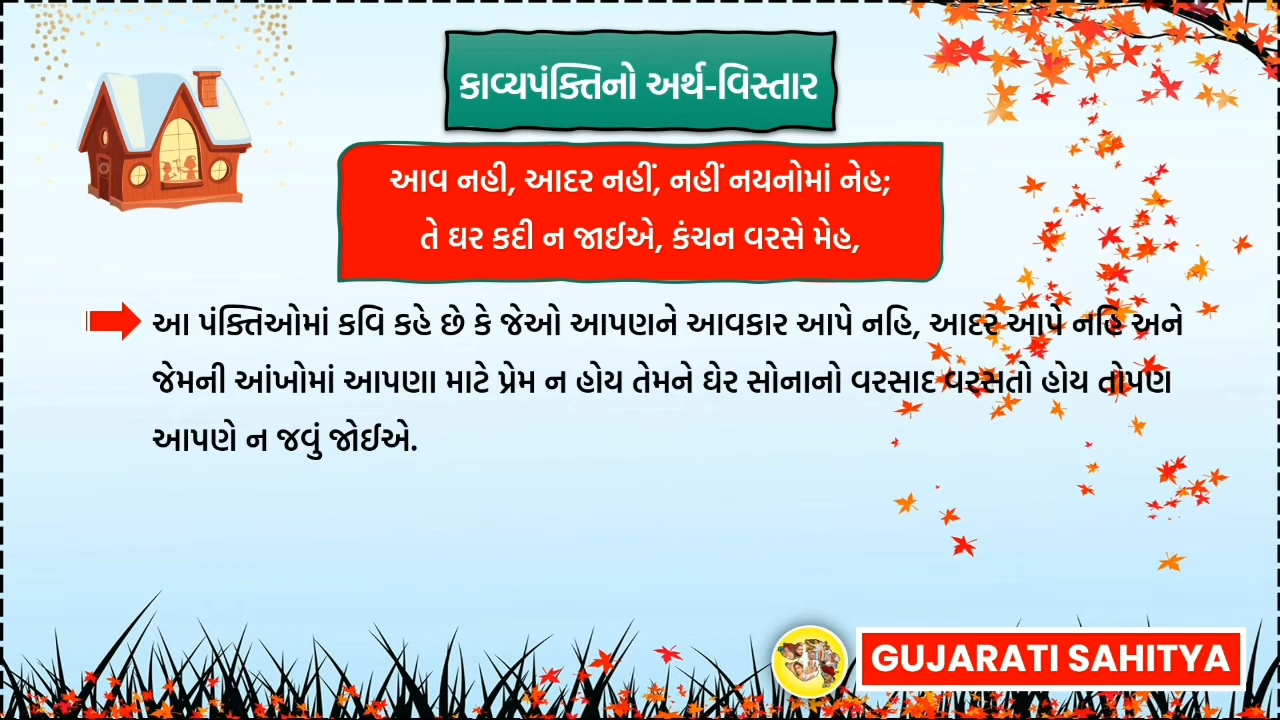 કાવ્યપંક્તિનો અર્થ-વિસ્તાર
આવ નહી, આદર નહીં, નહીં નયનોમાં નેહ;
તે ઘર કદી ન જાઈએ, કંચન વરસે મેહ,
આ પંક્તિઓમાં કવિ કહે છે કે જેઓ આપણને આવકાર આપે નહિ, આદર આપે નહિ અને
જેમની આંખોમાં આપણા માટે પ્રેમ ન હોય તેમને ઘેર સોનાનો વરસાદ વરસતો હોય તોપણ
આપણે ન જવું જોઈએ.
GUJARATI SAHITYA